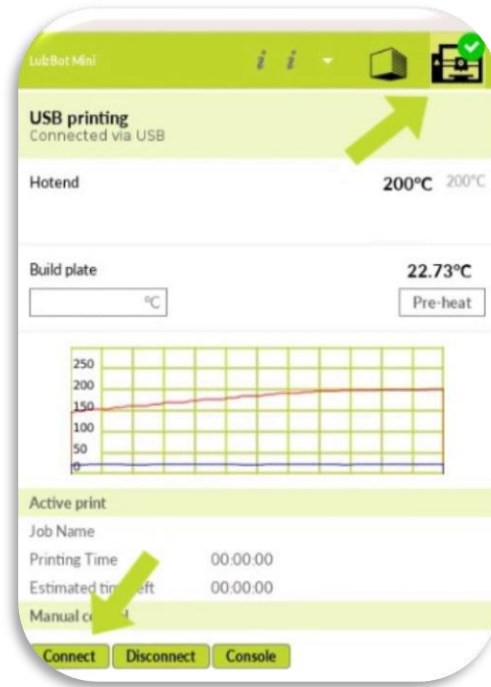 LulzBot Mini
i i
USB printing
Connected via USB
Hotend 200°C 200°C
Build plate 22.73°C
°C Pre-heat
250
200
150
100
50
0
Active print
Job Name
Printing Time 00:00:00
Estimated left 00:00:00
Manual
Connect Disconnect Console